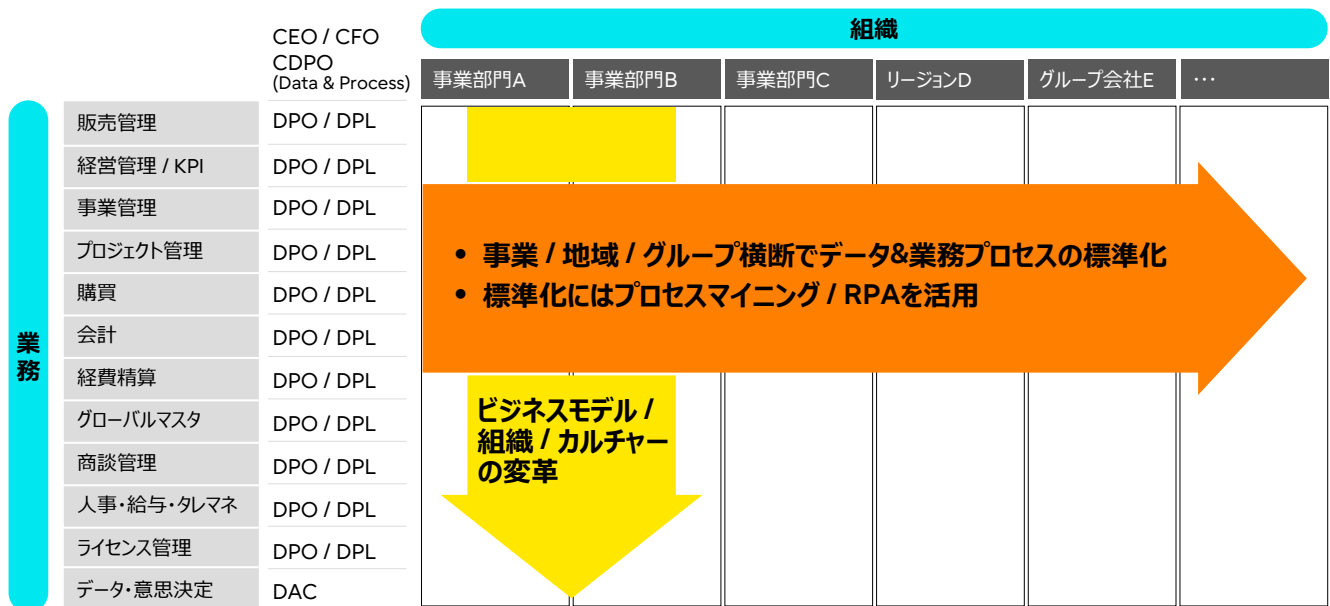 CEO / CFO
CDPO
(Data & Process)
組織
事業部門A
事業部門B
事業部門C
リージョンD
グループ会社E
…
業務
販売管理 DPO / DPL
経営管理 / KPI DPO / DPL
事業管理 DPO / DPL
プロジェクト管理 DPO / DPL
購買 DPO / DPL
会計 DPO / DPL
経費精算 DPO / DPL
グローバルマスタ DPO / DPL
商談管理 DPO / DPL
人事・給与・タレマネ DPO / DPL
ライセンス管理 DPO / DPL
データ・意思決定 DAC
• 事業 / 地域 / グループ横断でデータ&業務プロセスの標準化
• 標準化にはプロセスマイニング / RPAを活用
ビジネスモデル /
組織 / カルチャー
の変革